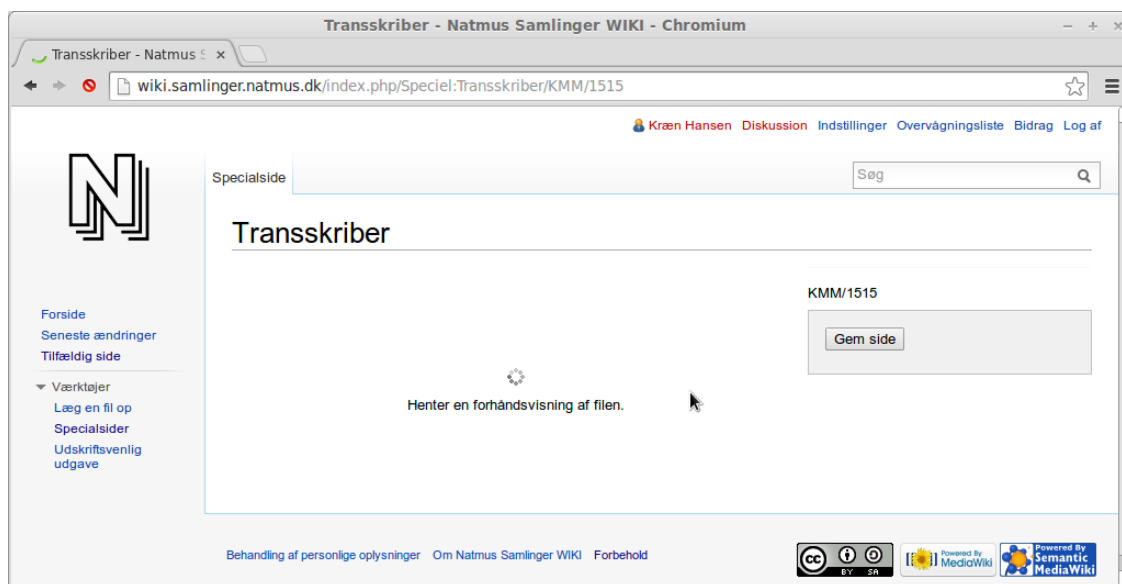 Transskriber - Natmus Samlinger WIKI - Chromium
Transskriber - Natmus S
wiki.samlinger.natmus.dk/index.php/Speciel:Transskriber/KMM/1515
Kræn Hansen Diskussion Indstillinger Overvågningsliste Bidrag Log af
N
Specialside
Søg
Transskriber
KMM/1515
Gem side
Forside
Seneste ændringer
Tilfældig side
Værktøjer
Læg en fil op
Specialsider
Udskriftsvenlig
udgave
Henter en forhåndsvisning af filen.
Behandling af personlige oplysninger Om Natmus Samlinger WIKI Forbehold
cc BY SA
[[ ]] Powered By MediaWiki
Powered By
Semantic
MediaWiki